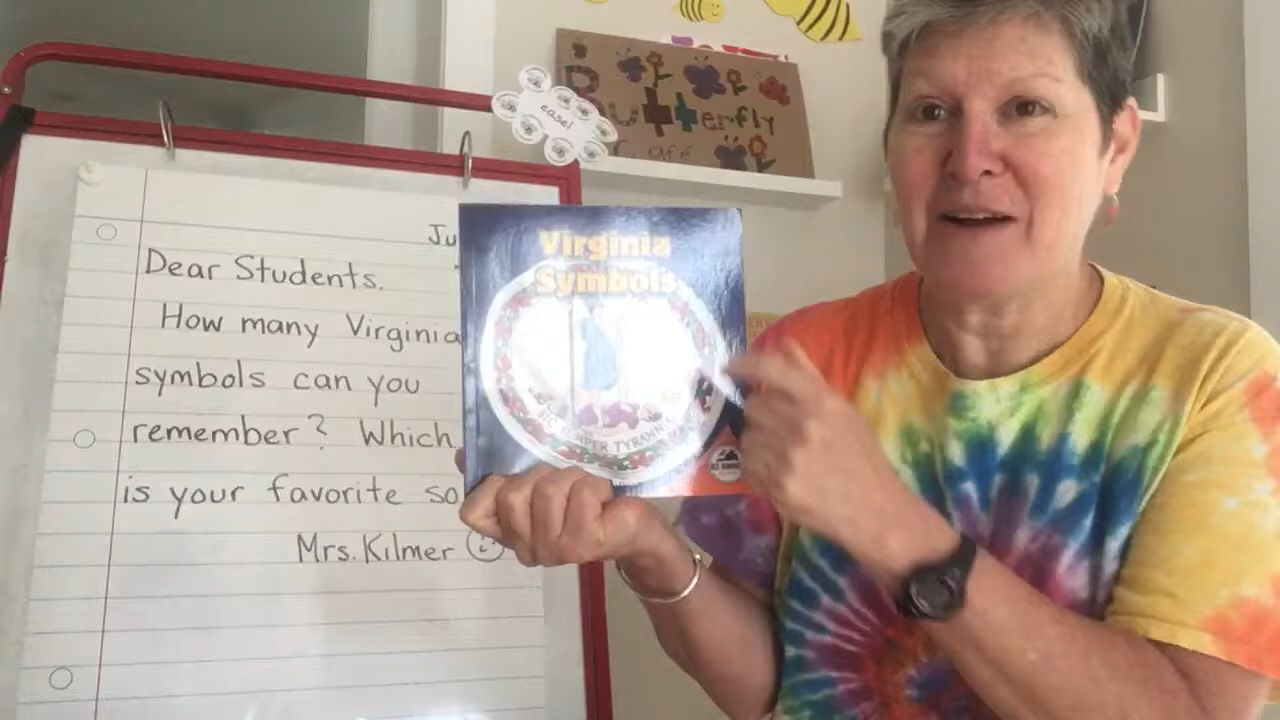 easel
Butterfly
Ju
Dear Students.
How many Virginia
symbols can you
remember? Which
is your favorite so
Mrs. Kilmer
Virginia
Symbols